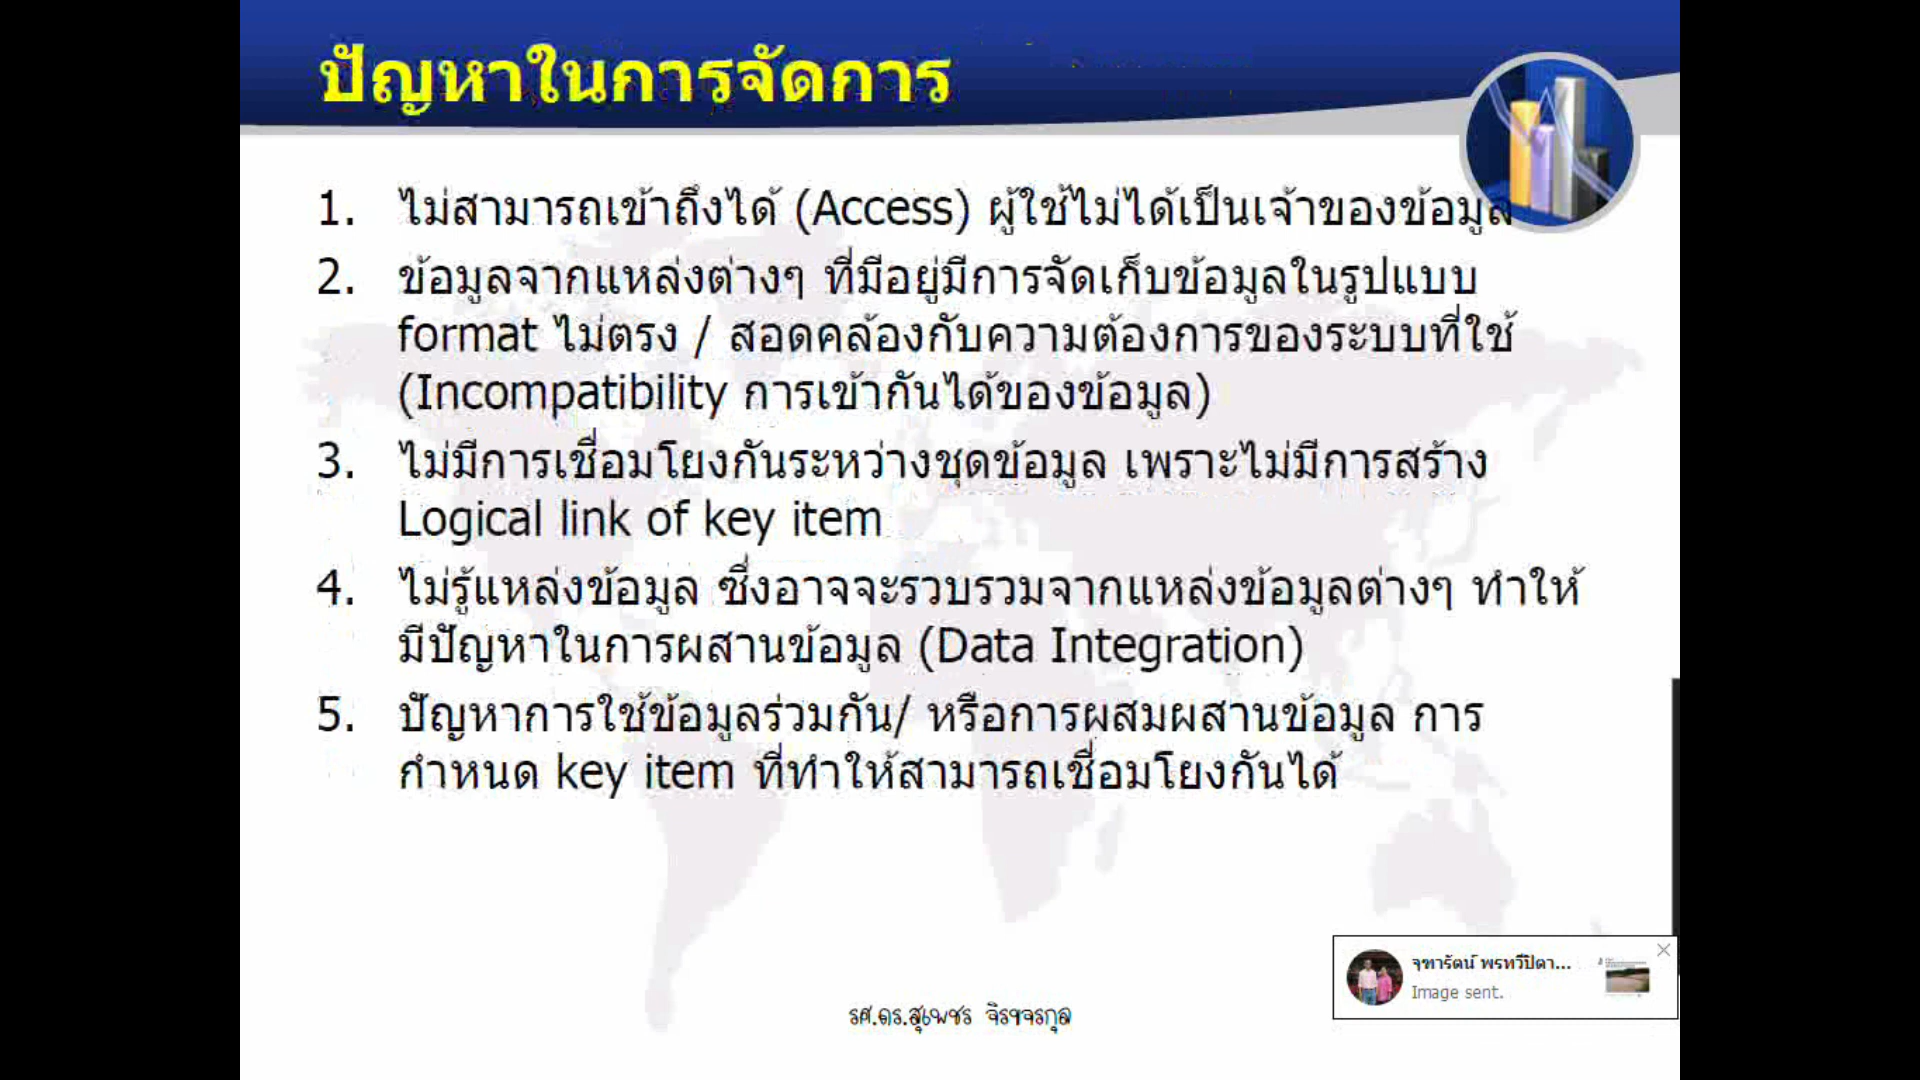 ปัญหาในการจัดการ
1. ไม่สามารถเข้าถึงได้ (Access) ผู้ใช้ไม่ได้เป็นเจ้าของข้อมูล
2. ข้อมูลจากแหล่งต่างๆ ที่มีอยู่มีการจัดเก็บข้อมูลในรูปแบบ
format ไม่ตรง / สอดคล้องกับความต้องการของระบบที่ใช้
(Incompatibility การเข้ากันได้ของข้อมูล)
3. ไม่มีการเชื่อมโยงกันระหว่างชุดข้อมูล เพราะไม่มีการสร้าง
Logical link of key item
4. ไม่รู้แหล่งข้อมูล ซึ่งอาจจะรวบรวมจากแหล่งข้อมูลต่างๆ ทำให้
มีปัญหาในการผสานข้อมูล (Data Integration)
5. ปัญหาการใช้ข้อมูลร่วมกัน/ หรือการผสมผสานข้อมูล การ
กำหนด key item ที่ทำให้สามารถเชื่อมโยงกันได้
จุฑารัตน์ พรทวีปิตา...
Image sent.
รศ.ดร.สุเพชร จิรขจรกุล